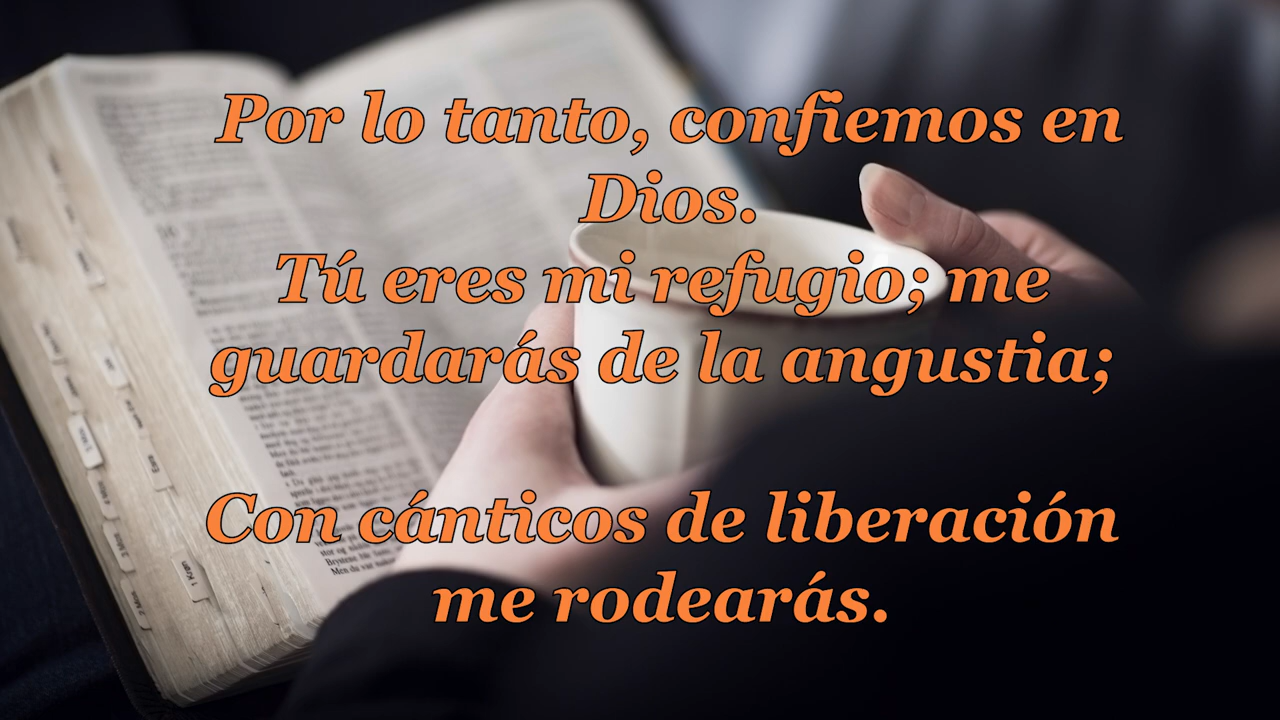 Por lo tanto, confiemos en
Dios.
Tú eres mi refugio; me
guardarás de la angustia;
Con cánticos de liberación
me rodearás.